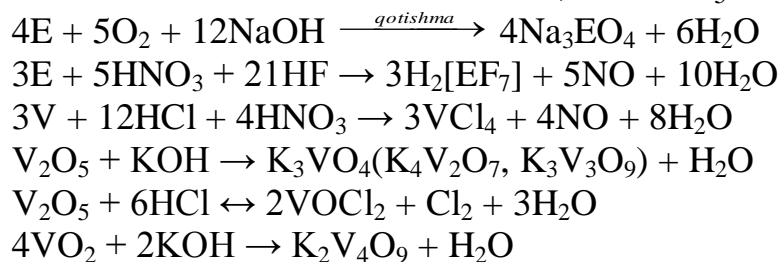 4E + 5O₂ + 12NaOH \xrightarrow{qotishma} 4Na₃EO₄ + 6H₂O
3E + 5HNO₃ + 21HF → 3H₂[EF₇] + 5NO + 10H₂O
3V + 12HCl + 4HNO₃ → 3VCl₄ + 4NO + 8H₂O
V₂O₅ + KOH → K₃VO₄(K₄V₂O₇, K₃V₃O₉) + H₂O
V₂O₅ + 6HCl ↔ 2VOCl₂ + Cl₂ + 3H₂O
4VO₂ + 2KOH → K₂V₄O₉ + H₂O